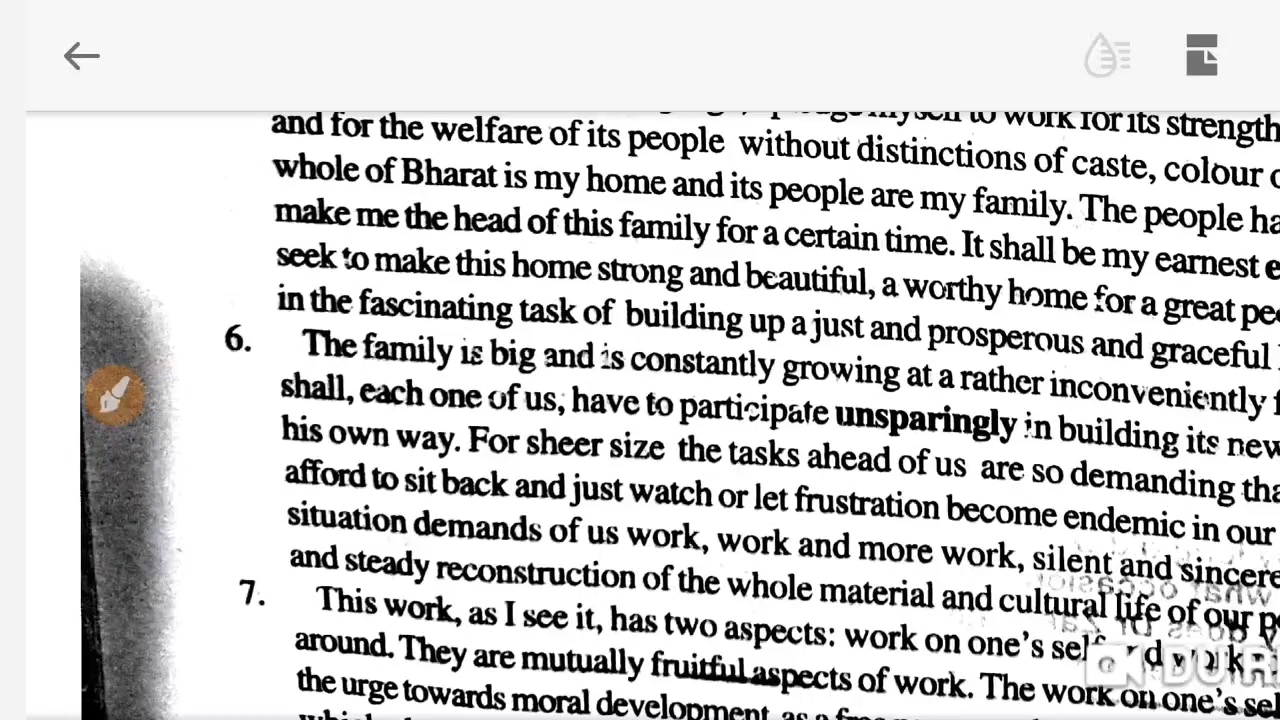 myself to work for its strength
and for the welfare of its people without distinctions of caste, colour
whole of Bharat is my home and its people are my family. The people
make me the head of this family for a certain time. It shall be my earnest
seek to make this home strong and beautiful, a worthy home for a great
in the fascinating task of building up a just and prosperous and graceful
6. The family is big and is constantly growing at a rather inconveniently
shall, each one of us, have to participate unsparingly in building its new
his own way. For sheer size the tasks ahead of us are so demanding
afford to sit back and just watch or let frustration become endemic in our
situation demands of us work, work and more work, silent and sincere
and steady reconstruction of the whole material and cultural life of our
7. This work, as I see it, has two aspects: work on one's self
around. They are mutually fruitful aspects of work. The work on one's
the urge towards moral development